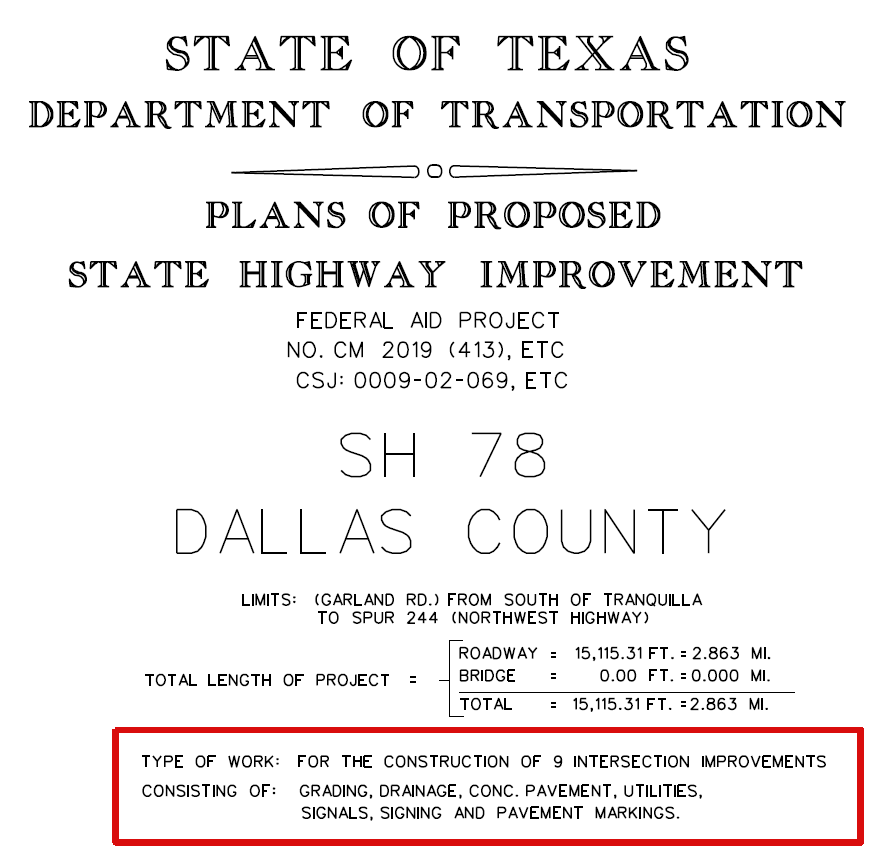 STATE OF TEXAS
DEPARTMENT OF TRANSPORTATION
PLANS OF PROPOSED
STATE HIGHWAY IMPROVEMENT
FEDERAL AID PROJECT
NO. CM 2019 (413), ETC
CSJ: 0009-02-069, ETC
SH 78
DALLAS COUNTY
LIMITS: (GARLAND RD.) FROM SOUTH OF TRANQUILLA
TO SPUR 244 (NORTHWEST HIGHWAY)
ROADWAY = 15,115.31 FT. = 2.863 MI.
TOTAL LENGTH OF PROJECT = BRIDGE = 0.00 FT. = 0.000 MI.
TOTAL = 15,115.31 FT. = 2.863 MI.
TYPE OF WORK: FOR THE CONSTRUCTION OF 9 INTERSECTION IMPROVEMENTS
CONSISTING OF: GRADING, DRAINAGE, CONC. PAVEMENT, UTILITIES,
SIGNALS, SIGNING AND PAVEMENT MARKINGS.